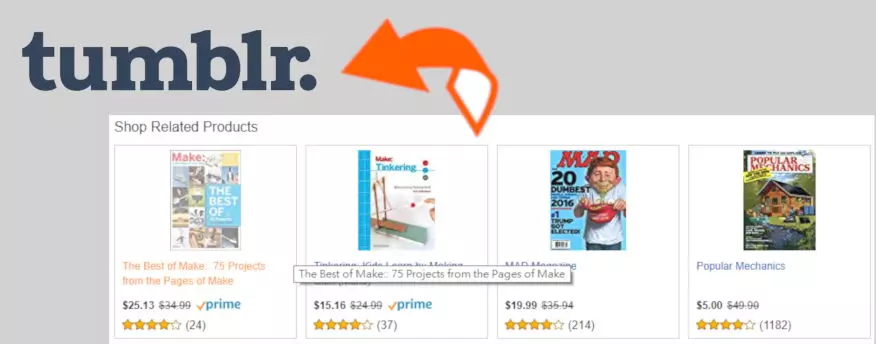 tumblr.
Shop Related Products
Make:
THE
BEST
OF
Make:
Tinkering
MAD
20
DUMBEST
2016
#1
TRUMP
GOT
ELECTED!
POPULAR
MECHANICS
The Best of Make:: 75 Projects
from the Pages of Make
$25.13 $34.99 prime
(24)
Tinkering: Kids Learn by Making
The Best of Make:: 75 Projects from the Pages of Make
$15.16 $24.99 prime
(37)
MAD Magazine
$19.99 $35.94
(214)
Popular Mechanics
$5.00 $49.90
(1182)